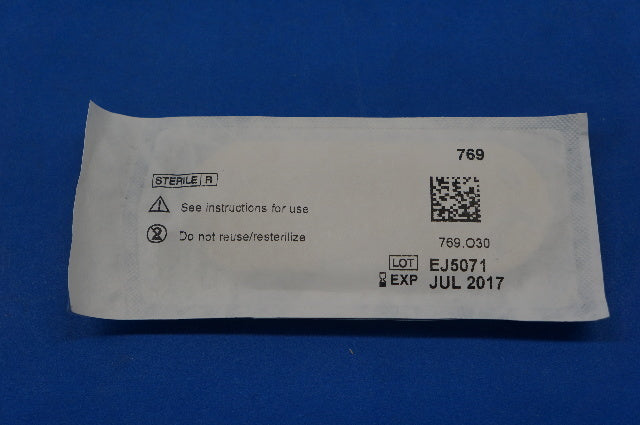 769
STERILE R
See instructions for use
Do not reuse/resterilize
769.O30
LOT EJ5071
EXP JUL 2017